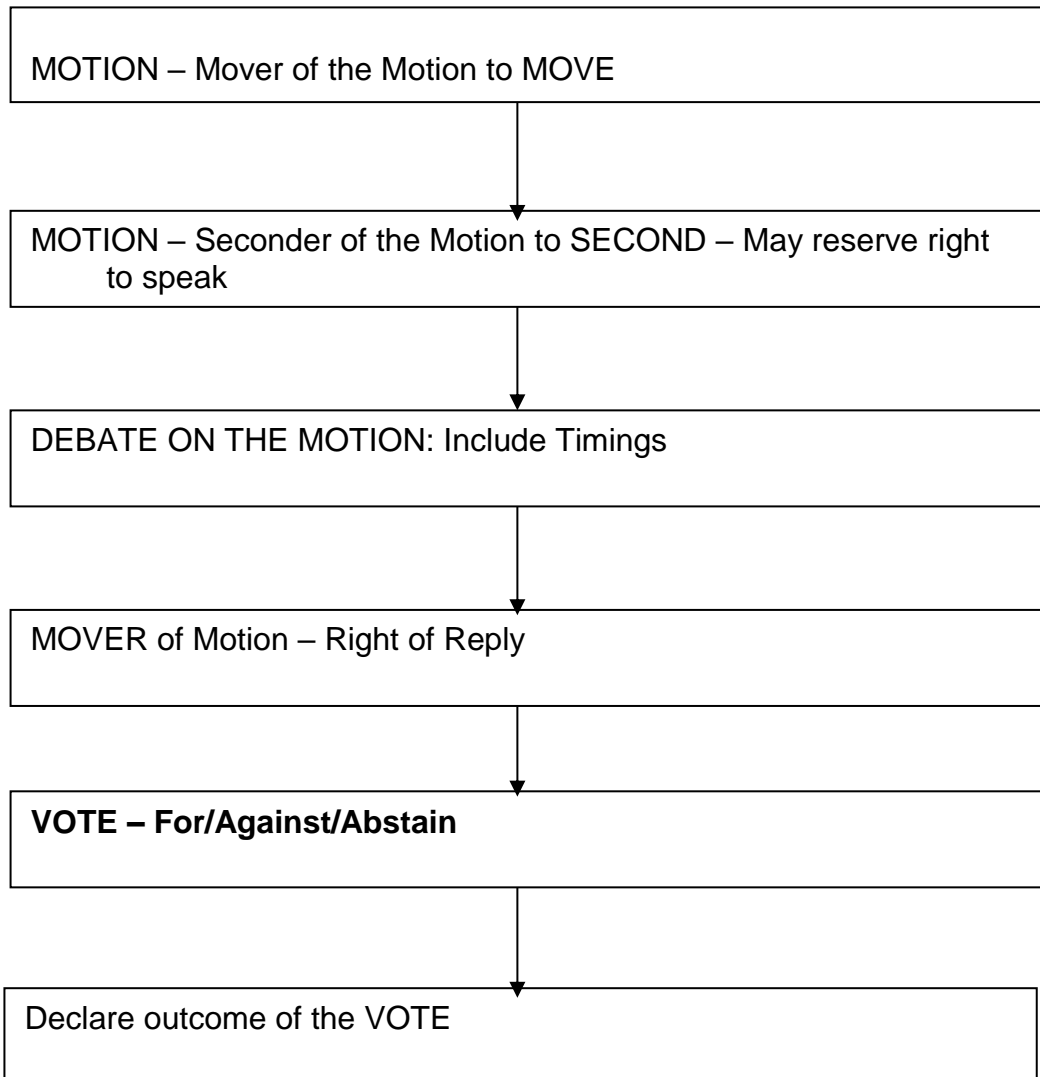 MOTION – Mover of the Motion to MOVE
MOTION – Seconder of the Motion to SECOND – May reserve right
to speak
DEBATE ON THE MOTION: Include Timings
MOVER of Motion – Right of Reply
VOTE – For/Against/Abstain
Declare outcome of the VOTE